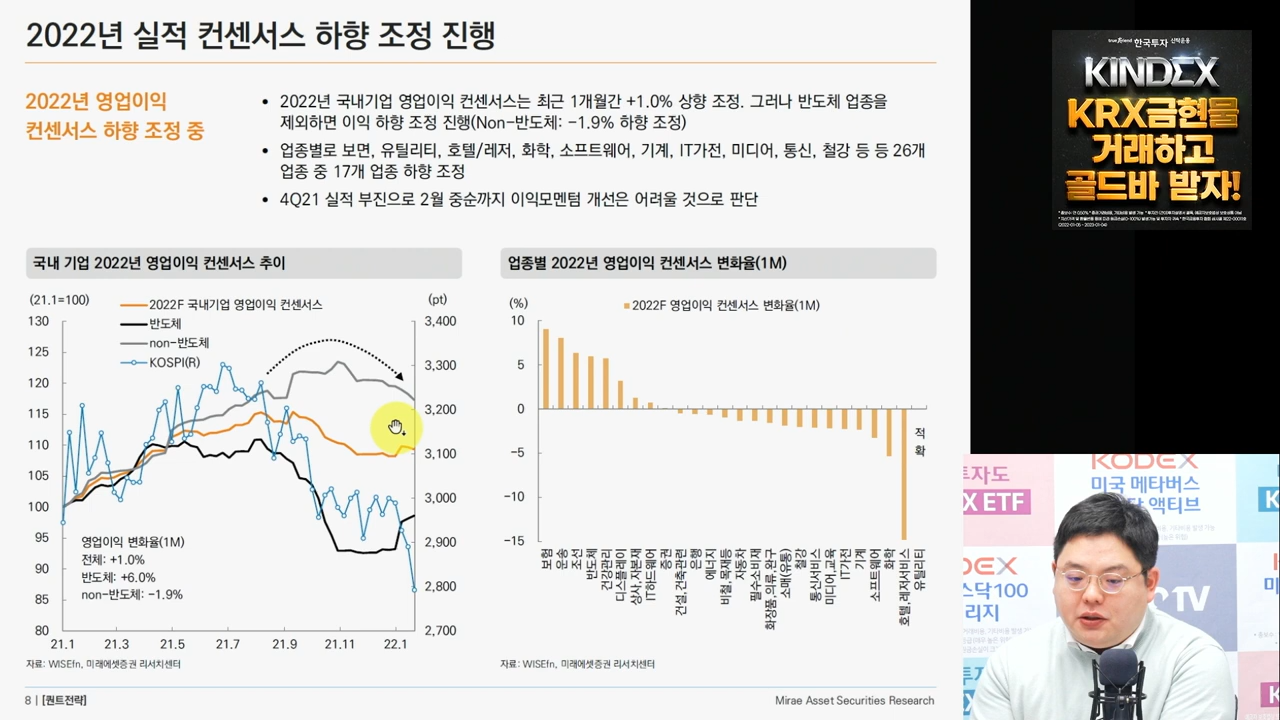 2022년 실적 컨센서스 하향 조정 진행
2022년 영업이익
컨센서스 하향 조정 중
• 2022년 국내기업 영업이익 컨센서스는 최근 1개월간 +1.0% 상향 조정. 그러나 반도체 업종을
제외하면 이익 하향 조정 진행(Non-반도체: -1.9% 하향 조정)
• 업종별로 보면, 유틸리티, 호텔/레저, 화학, 소프트웨어, 기계, IT가전, 미디어, 통신, 철강 등 등 26개
업종 중 17개 업종 하향 조정
• 4Q21 실적 부진으로 2월 중순까지 이익모멘텀 개선은 어려울 것으로 판단
국내 기업 2022년 영업이익 컨센서스 추이
(21.1=100)
(pt)
2022F 국내기업 영업이익 컨센서스
반도체
non-반도체
KOSPI(R)
130
125
120
115
110
105
100
95
90
85
80
3,400
3,300
3,200
3,100
3,000
2,900
2,800
2,700
영업이익 변화율(1M)
전체: +1.0%
반도체: +6.0%
non-반도체: -1.9%
21.1 21.3 21.5 21.7 21.9 21.11 22.1
자료: WISEfn, 미래에셋증권 리서치센터
업종별 2022년 영업이익 컨센서스 변화율(1M)
(%)
2022F 영업이익 컨센서스 변화율(1M)
10
5
0
-5
-10
-15
적
확
보험
운송
조선
반도체
건강관리
디스플레이
상사,자본재
IT하드웨어
증권
건설,건축관련
은행
에너지
비철,목재등
자동차
필수소비재
화장품,의류,완구
소매(유통)
철강
통신서비스
미디어,교육
IT가전
기계
소프트웨어
화학
호텔,레저서비스
유틸리티
자료: WISEfn, 미래에셋증권 리서치센터
8 | [퀀트전략]
Mirae Asset Securities Research
true Friend 한국투자 신탁운용
KINDEX
KRX금현물
거래하고
골드바 받자!
투자도
X ETF
KODEX
미국 메타버스
액티브
스닥100
리지
TV